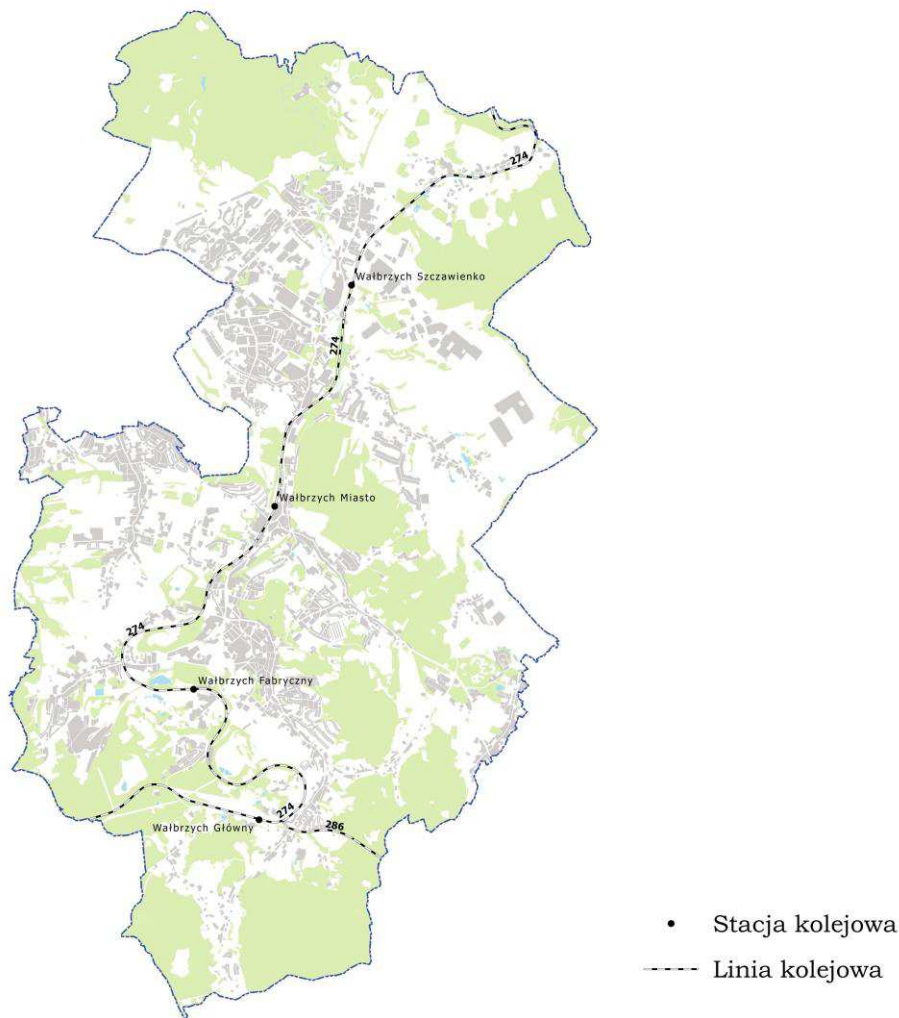 274
Wałbrzych Szczawienko
274
Wałbrzych Miasto
274
Wałbrzych Fabryczny
274
Wałbrzych Główny
286
Stacja kolejowa
Linia kolejowa